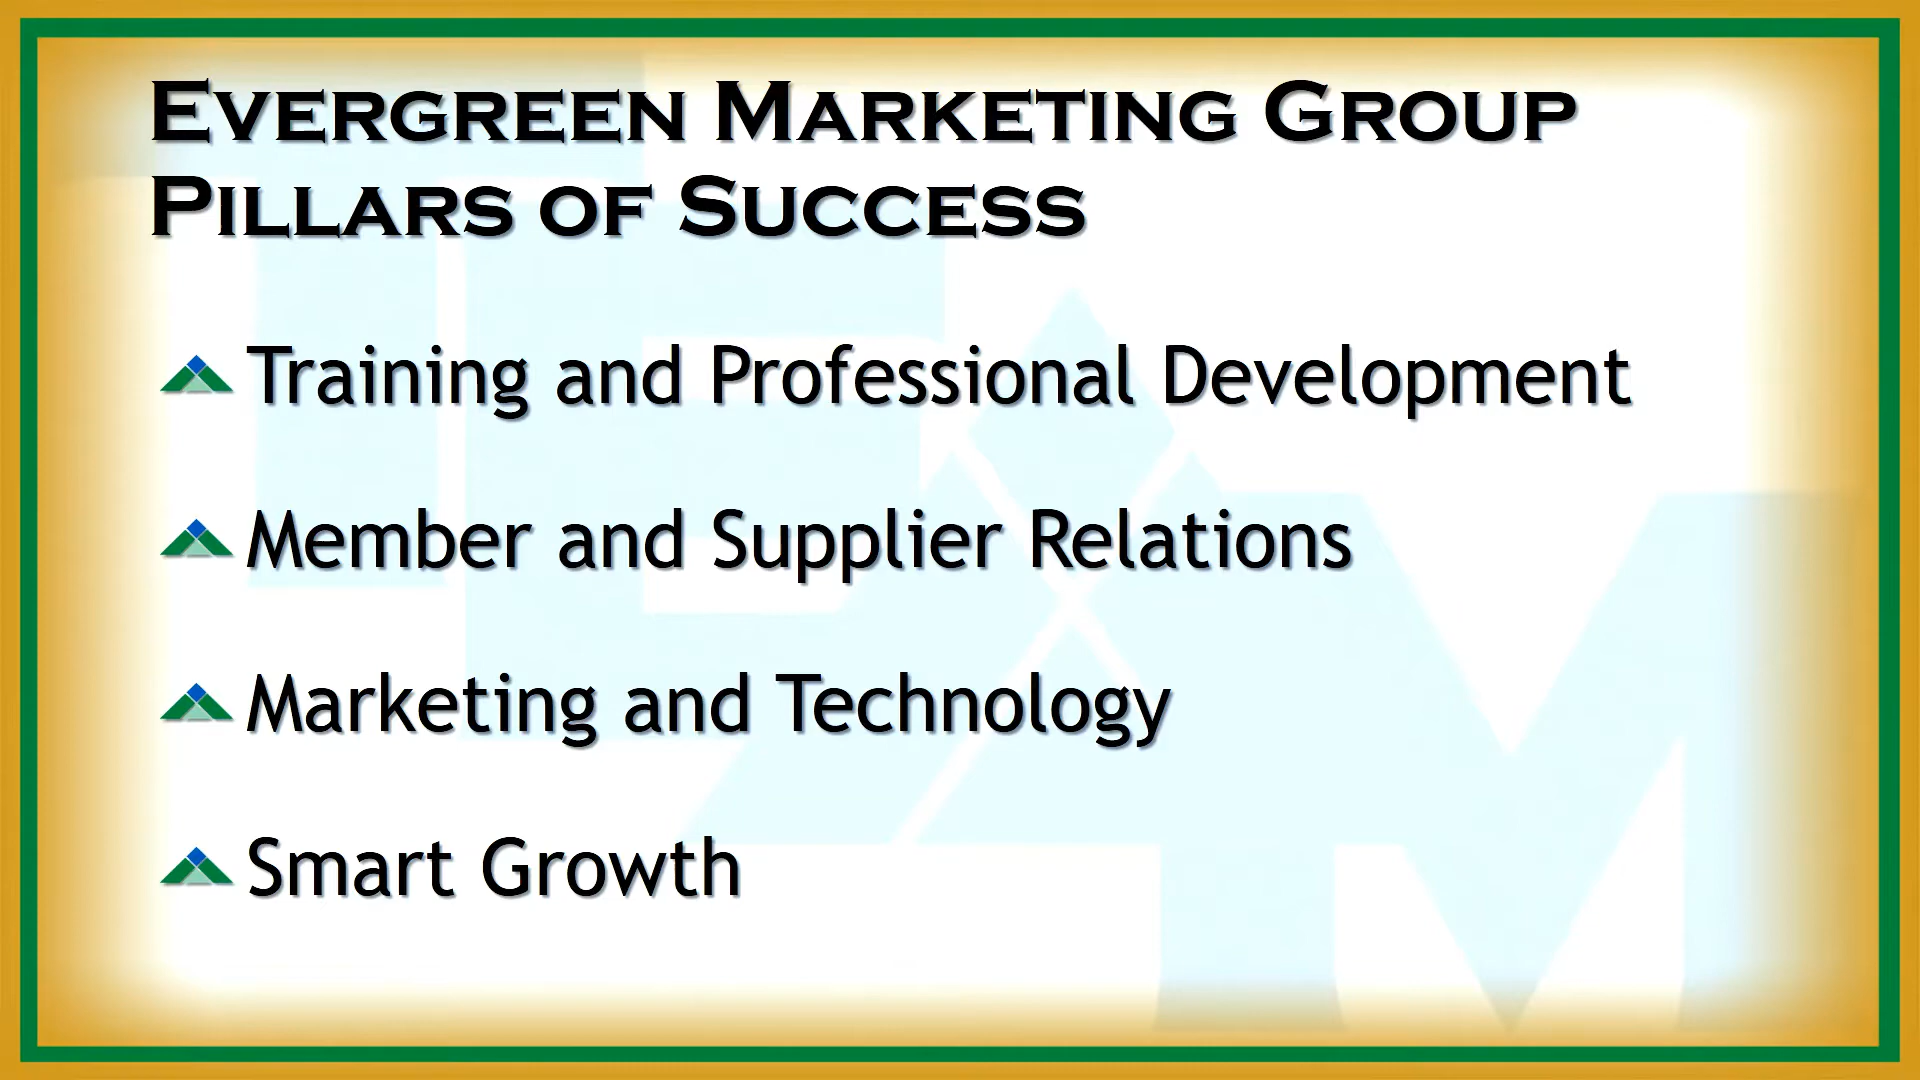 Evergreen Marketing Group
Pillars of Success
Training and Professional Development
Member and Supplier Relations
Marketing and Technology
Smart Growth